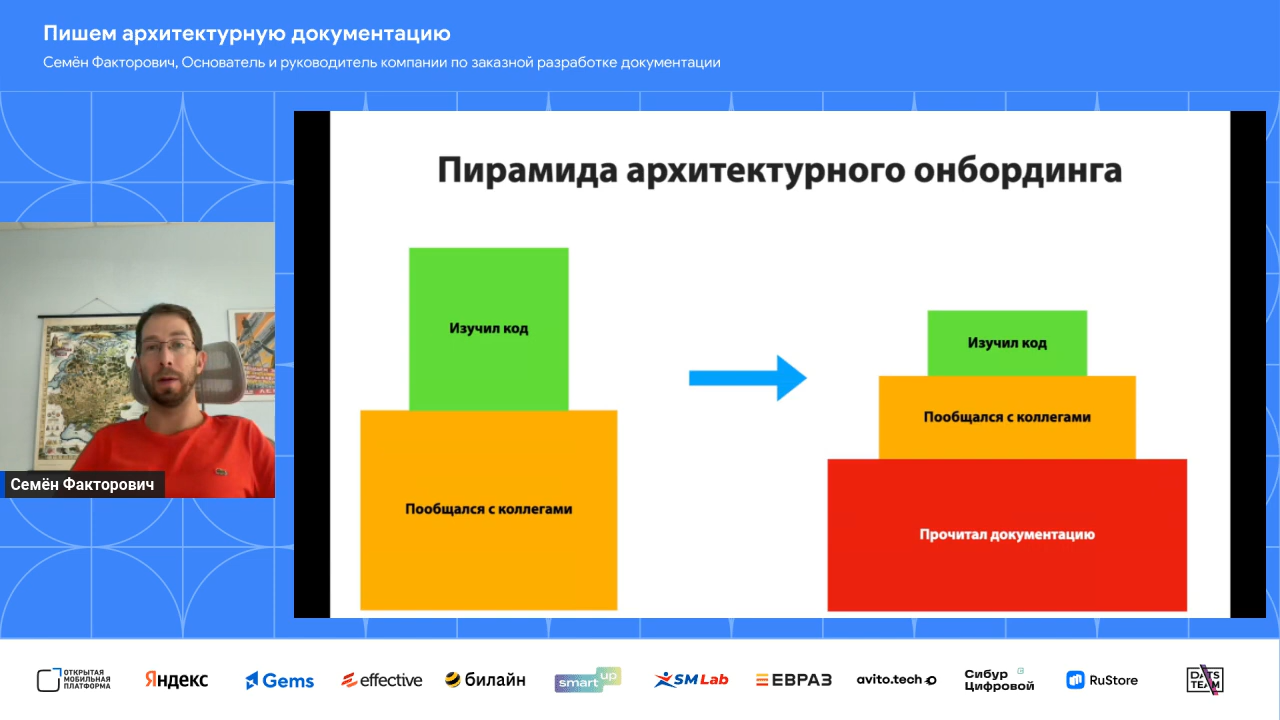 Пишем архитектурную документацию
Семён Факторович, Основатель и руководитель компании по заказной разработке документации
Пирамида архитектурного онбординга
Изучил код
Пообщался с коллегами
Изучил код
Пообщался с коллегами
Прочитал документацию
Семён Факторович
ОТКРЫТАЯ
МОБИЛЬНАЯ
ПЛАТФОРМА
Яндекс
Gems
effective
билайн
smart up
SM Lab
ЕВРАЗ
avito.tech
Сибур
Цифровой
RuStore
DATS
TEAM